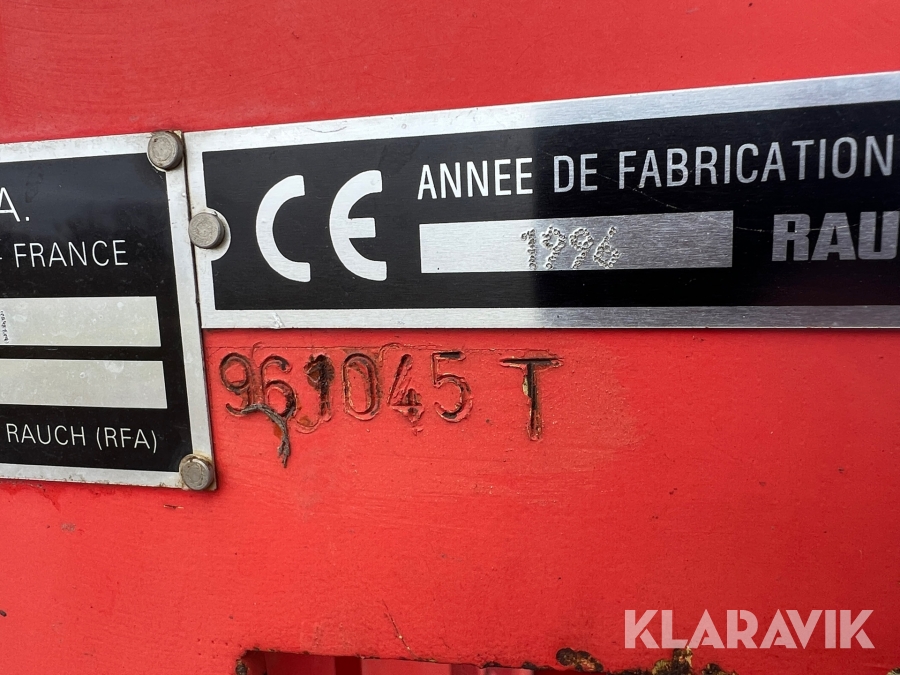 A.
- FRANCE
RAUCH (RFA)
CE ANNEE DE FABRICATION
1996
RAU
961045 T
KLARAVIK